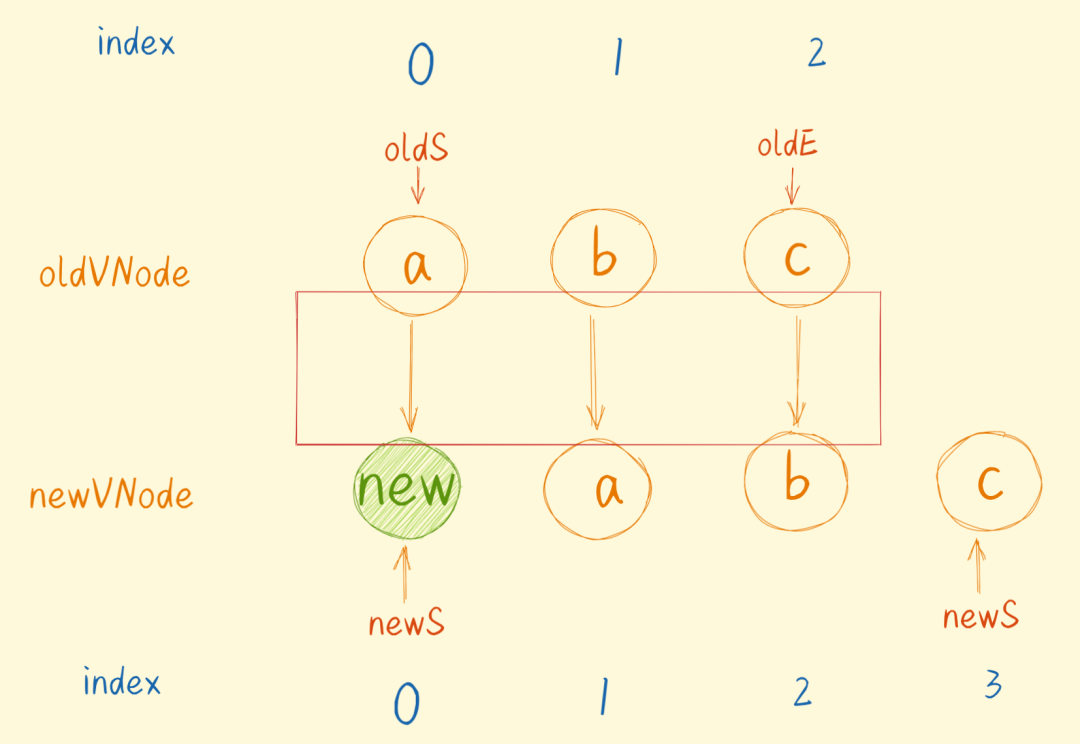 index 0 1 2
oldS oldE
oldVNode a b c
newVNode new a b c
newS newS
index 0 1 2 3